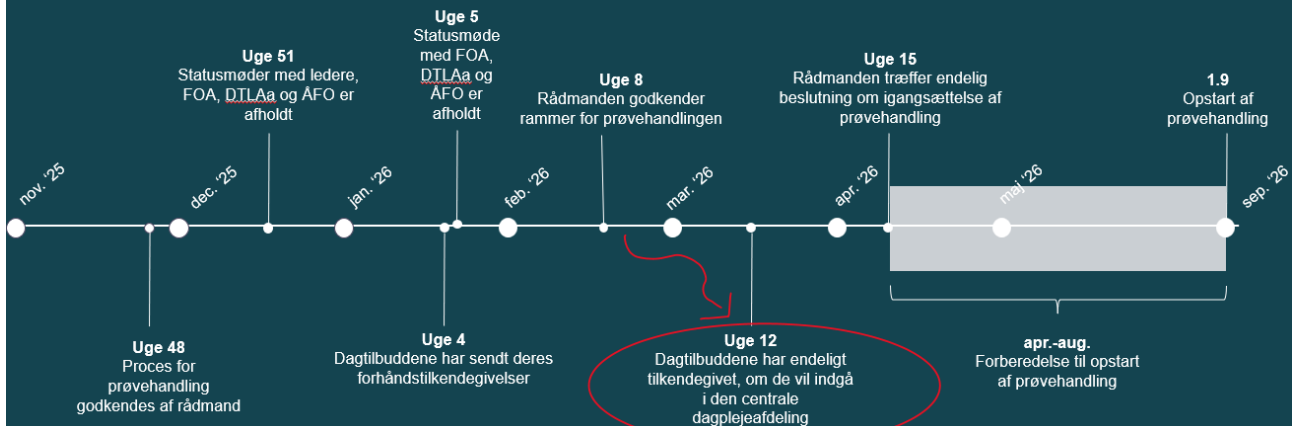 Uge 5
Statusmøde
med FOA,
DTLAa og
ÅFO er
afholdt
Uge 51
Statusmøder med ledere,
FOA, DTLAa og ÅFO er
afholdt
Uge 8
Rådmanden godkender
rammer for prøvehandlingen
Uge 15
Rådmanden træffer endelig
beslutning om igangsættelse af
prøvehandling
1.9
Opstart af
prøvehandling
nov. '25
dec. '25
jan. '26
feb. '26
mar. '26
apr. '26
maj '26
sep. '26
Uge 48
Proces for
prøvehandling
godkendes af rådmand
Uge 4
Dagtilbuddene har sendt deres
forhåndstilkendegivelser
Uge 12
Dagtilbuddene har endeligt
tilkendegivet, om de vil indgå
i den centrale
dagplejeafdeling
apr.-aug.
Forberedelse til opstart
af prøvehandling